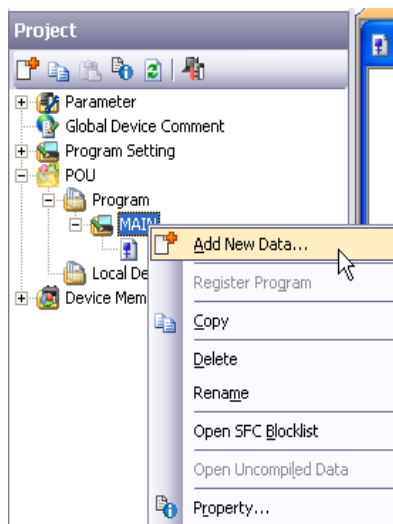 Project
Parameter
Global Device Comment
Program Setting
POU
Program
MAIN
Local De
Device Mem
Add New Data...
Register Program
Copy
Delete
Rename
Open SFC Blocklist
Open Uncompiled Data
Property...